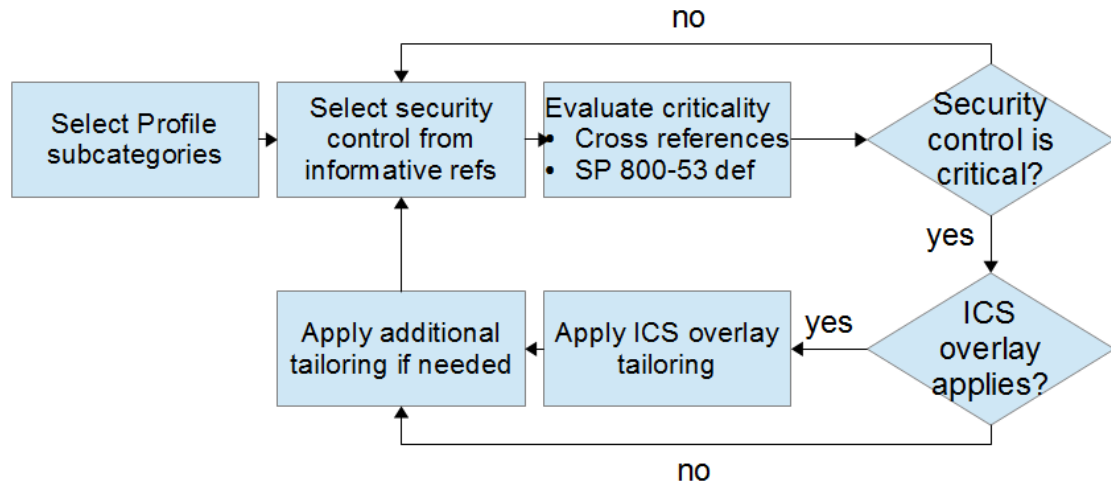 no
Select Profile
subcategories
Select security
control from
informative refs
Evaluate criticality
• Cross references
• SP 800-53 def
Security
control is
critical?
yes
Apply additional
tailoring if needed
Apply ICS overlay
tailoring
yes
ICS
overlay
applies?
no